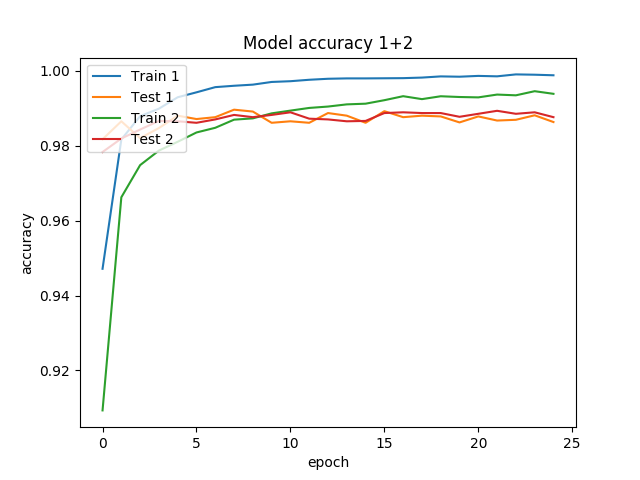 Model accuracy 1+2
Train 1
Test 1
Train 2
Test 2
1.00
0.98
0.96
0.94
0.92
accuracy
0
5
10
15
20
25
epoch